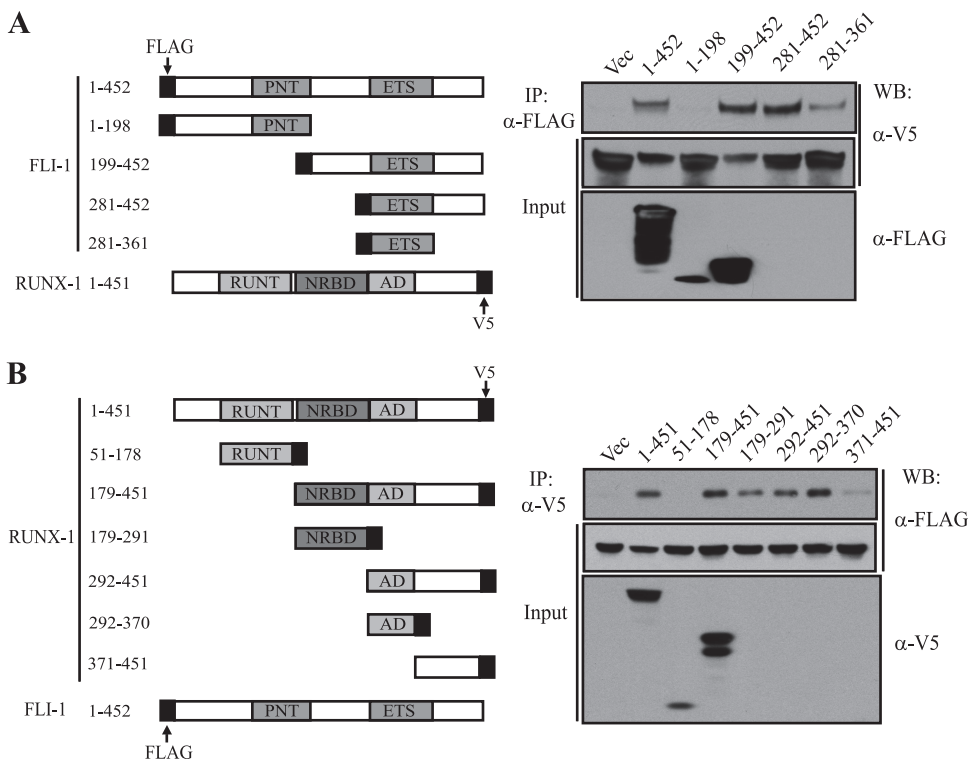 A
FLAG
1-452 PNT ETS
1-198 PNT
FLI-1 199-452 ETS
281-452 ETS
281-361 ETS
RUNX-1 1-451 RUNT NRBD AD
V5
Vec 1-452 1-198 199-452 281-452 281-361
IP: α-FLAG
WB: α-V5
Input
α-FLAG
B
V5
1-451 RUNT NRBD AD
51-178 RUNT
179-451 NRBD AD
RUNX-1 179-291 NRBD
292-451 AD
292-370 AD
371-451
FLI-1 1-452 PNT ETS
FLAG
Vec 1-451 51-178 179-451 179-291 292-451 292-370 371-451
IP: α-V5
WB: α-FLAG
Input
α-V5